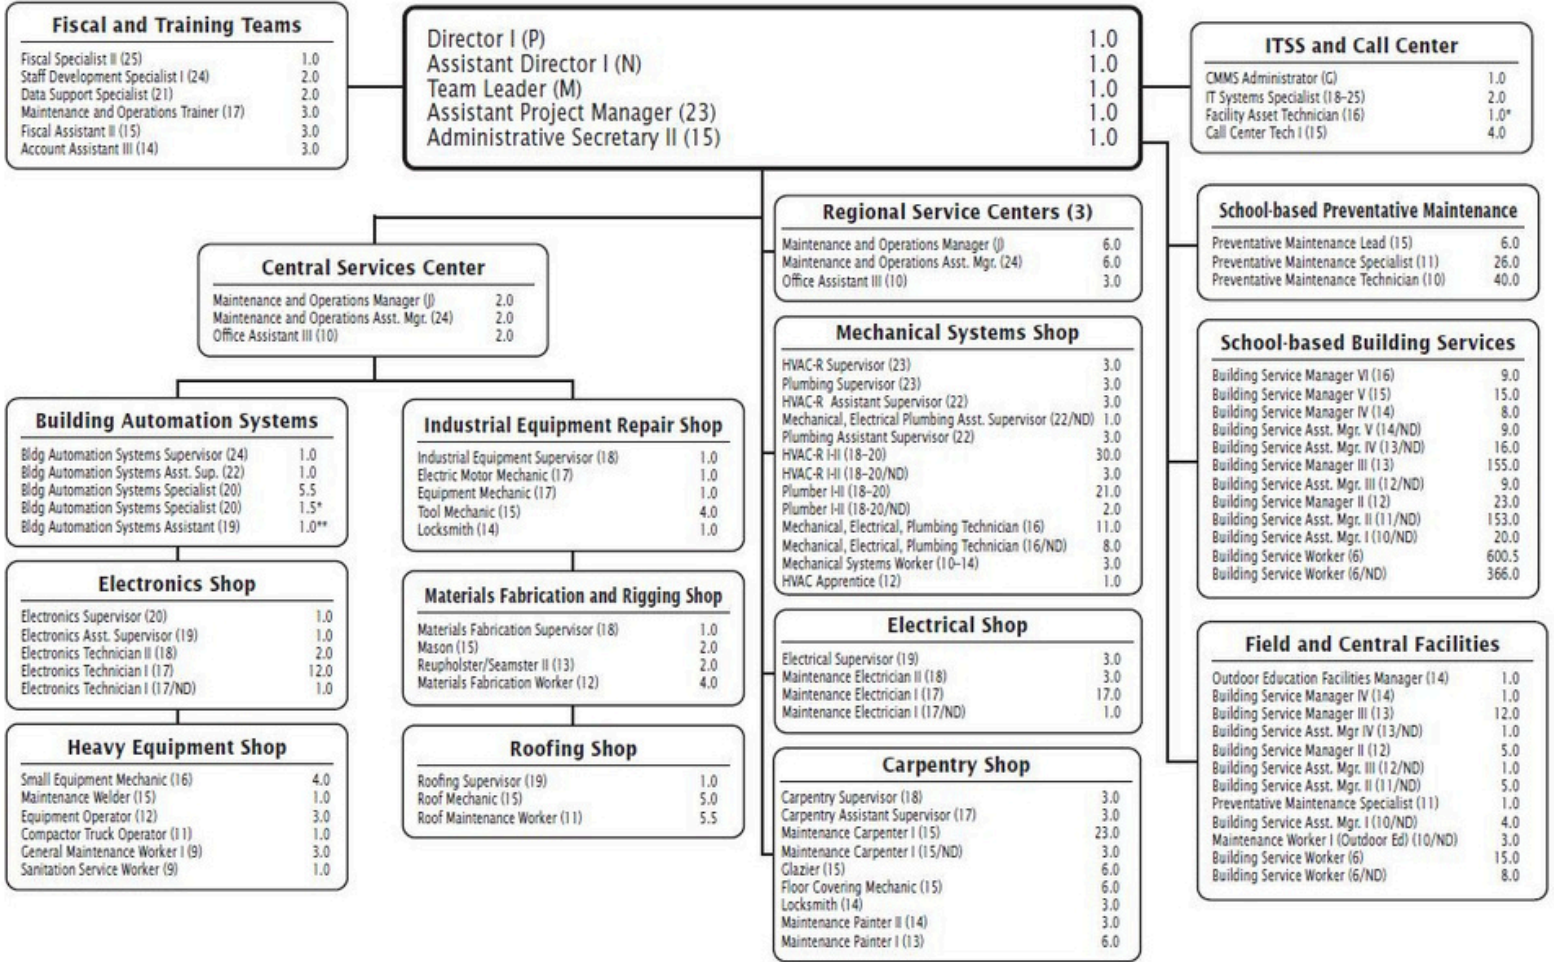 Fiscal and Training Teams
Fiscal Specialist II (25) 1.0
Staff Development Specialist I (24) 2.0
Data Support Specialist (21) 2.0
Maintenance and Operations Trainer (17) 3.0
Fiscal Assistant II (15) 3.0
Account Assistant III (14) 3.0
Director I (P) 1.0
Assistant Director I (N) 1.0
Team Leader (M) 1.0
Assistant Project Manager (23) 1.0
Administrative Secretary II (15) 1.0
ITSS and Call Center
CMMS Administrator (G) 1.0
IT Systems Specialist (18–25) 2.0
Facility Asset Technician (16) 1.0*
Call Center Tech I (15) 4.0
Central Services Center
Maintenance and Operations Manager (J) 2.0
Maintenance and Operations Asst. Mgr. (24) 2.0
Office Assistant III (10) 2.0
Building Automation Systems
Bldg Automation Systems Supervisor (24) 1.0
Bldg Automation Systems Asst. Sup. (22) 1.0
Bldg Automation Systems Specialist (20) 5.5
Bldg Automation Systems Specialist (20) 1.5*
Bldg Automation Systems Assistant (19) 1.0**
Electronics Shop
Electronics Supervisor (20) 1.0
Electronics Asst. Supervisor (19) 1.0
Electronics Technician II (18) 2.0
Electronics Technician I (17) 12.0
Electronics Technician I (17/ND) 1.0
Heavy Equipment Shop
Small Equipment Mechanic (16) 4.0
Maintenance Welder (15) 1.0
Equipment Operator (12) 3.0
Compactor Truck Operator (11) 1.0
General Maintenance Worker I (9) 3.0
Sanitation Service Worker (9) 1.0
Industrial Equipment Repair Shop
Industrial Equipment Supervisor (18) 1.0
Electric Motor Mechanic (17) 1.0
Equipment Mechanic (17) 1.0
Tool Mechanic (15) 4.0
Locksmith (14) 1.0
Materials Fabrication and Rigging Shop
Materials Fabrication Supervisor (18) 1.0
Mason (15) 2.0
Reupholster/Seamster II (13) 2.0
Materials Fabrication Worker (12) 4.0
Roofing Shop
Roofing Supervisor (19) 1.0
Roof Mechanic (15) 5.0
Roof Maintenance Worker (11) 5.5
Regional Service Centers (3)
Maintenance and Operations Manager (J) 6.0
Maintenance and Operations Asst. Mgr. (24) 6.0
Office Assistant III (10) 3.0
Mechanical Systems Shop
HVAC-R Supervisor (23) 3.0
Plumbing Supervisor (23) 3.0
HVAC-R Assistant Supervisor (22) 3.0
Mechanical, Electrical Plumbing Asst. Supervisor (22/ND) 1.0
Plumbing Assistant Supervisor (22) 3.0
HVAC-R I-II (18–20) 30.0
HVAC-R I-II (18–20/ND) 3.0
Plumber I-II (18–20) 21.0
Plumber I-II (18-20/ND) 2.0
Mechanical, Electrical, Plumbing Technician (16) 11.0
Mechanical, Electrical, Plumbing Technician (16/ND) 8.0
Mechanical Systems Worker (10–14) 3.0
HVAC Apprentice (12) 1.0
Electrical Shop
Electrical Supervisor (19) 3.0
Maintenance Electrician II (18) 3.0
Maintenance Electrician I (17) 17.0
Maintenance Electrician I (17/ND) 1.0
Carpentry Shop
Carpentry Supervisor (18) 3.0
Carpentry Assistant Supervisor (17) 3.0
Maintenance Carpenter I (15) 23.0
Maintenance Carpenter I (15/ND) 3.0
Glazier (15) 6.0
Floor Covering Mechanic (15) 6.0
Locksmith (14) 3.0
Maintenance Painter II (14) 3.0
Maintenance Painter I (13) 6.0
School-based Preventative Maintenance
Preventative Maintenance Lead (15) 6.0
Preventative Maintenance Specialist (11) 26.0
Preventative Maintenance Technician (10) 40.0
School-based Building Services
Building Service Manager VI (16) 9.0
Building Service Manager V (15) 15.0
Building Service Manager IV (14) 8.0
Building Service Asst. Mgr. V (14/ND) 9.0
Building Service Asst. Mgr. IV (13/ND) 16.0
Building Service Manager III (13) 155.0
Building Service Asst. Mgr. III (12/ND) 9.0
Building Service Manager II (12) 23.0
Building Service Asst. Mgr. II (11/ND) 153.0
Building Service Asst. Mgr. I (10/ND) 20.0
Building Service Worker (6) 600.5
Building Service Worker (6/ND) 366.0
Field and Central Facilities
Outdoor Education Facilities Manager (14) 1.0
Building Service Manager IV (14) 1.0
Building Service Manager III (13) 12.0
Building Service Asst. Mgr IV (13/ND) 1.0
Building Service Manager II (12) 5.0
Building Service Asst. Mgr. III (12/ND) 1.0
Building Service Asst. Mgr. II (11/ND) 5.0
Preventative Maintenance Specialist (11) 1.0
Building Service Asst. Mgr. I (10/ND) 4.0
Maintenance Worker I (Outdoor Ed) (10/ND) 3.0
Building Service Worker (6) 15.0
Building Service Worker (6/ND) 8.0